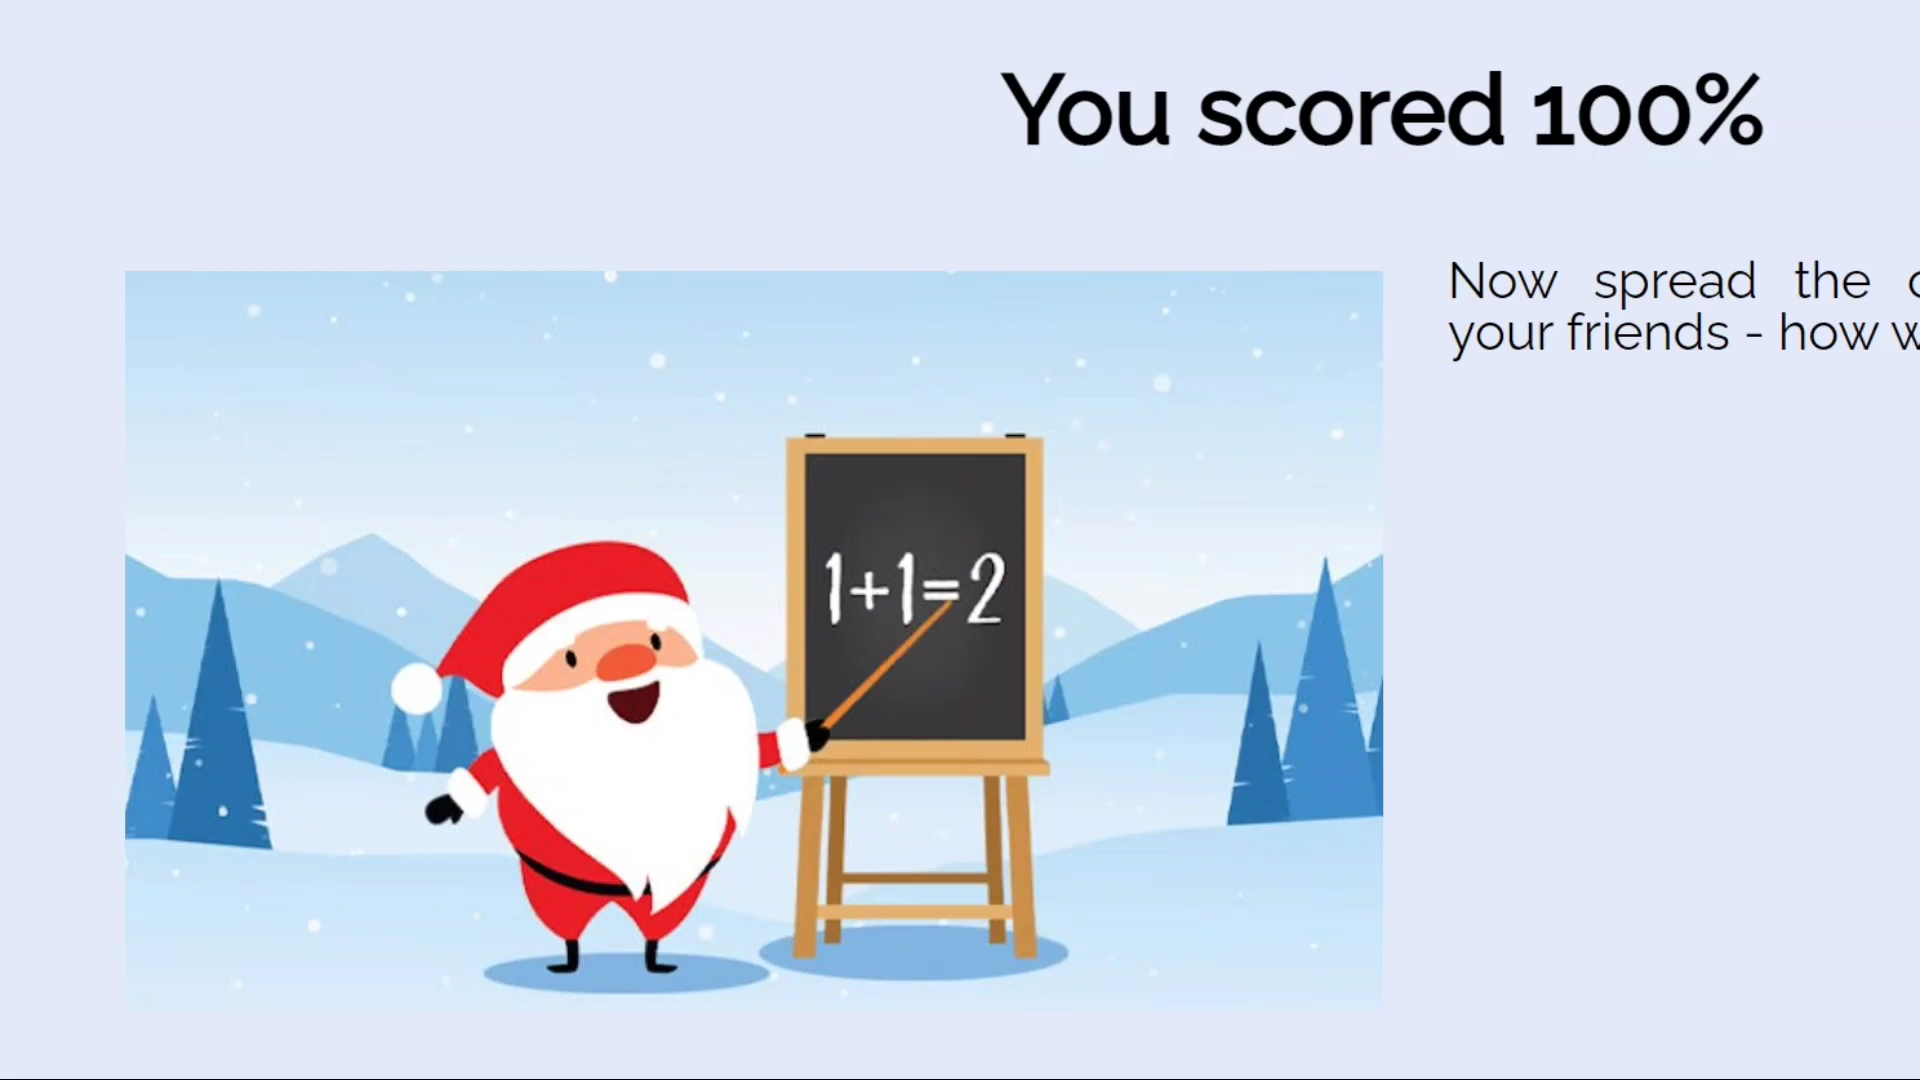 You scored 100%
Now spread the
your friends - how
1+1=2